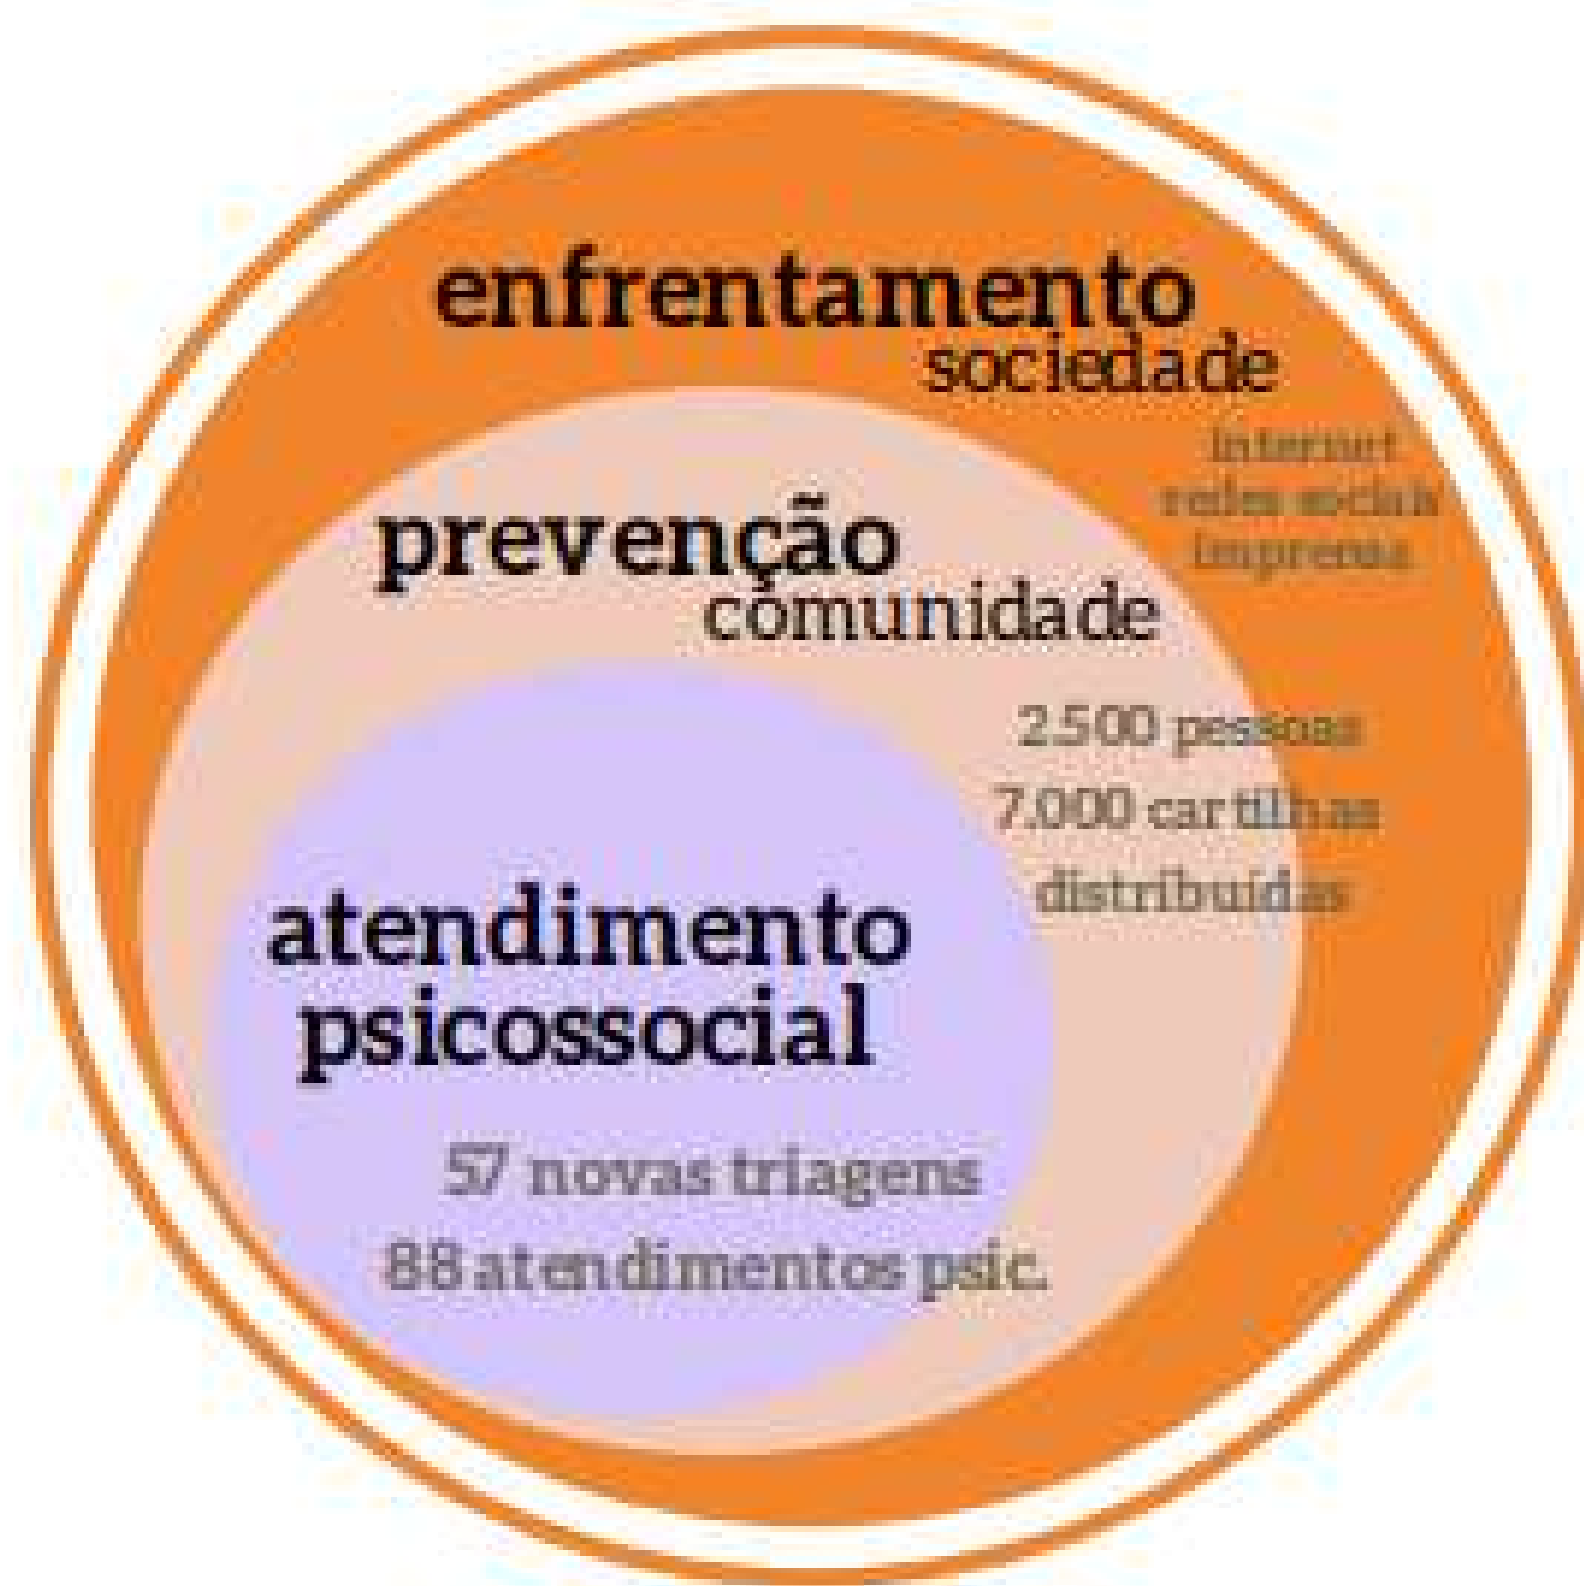 enfrentamento
sociedade
internet
redes sociais
imprensa
prevenção
comunidade
2.500 pessoas
7.000 cartilhas
distribuídas
atendimento
psicossocial
57 novas triagens
88 atendimentos psic.